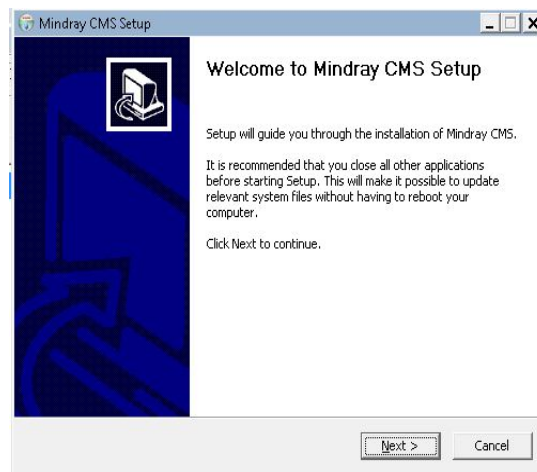 Mindray CMS Setup
Welcome to Mindray CMS Setup
Setup will guide you through the installation of Mindray CMS.
It is recommended that you close all other applications
before starting Setup. This will make it possible to update
relevant system files without having to reboot your
computer.
Click Next to continue.
Next >
Cancel